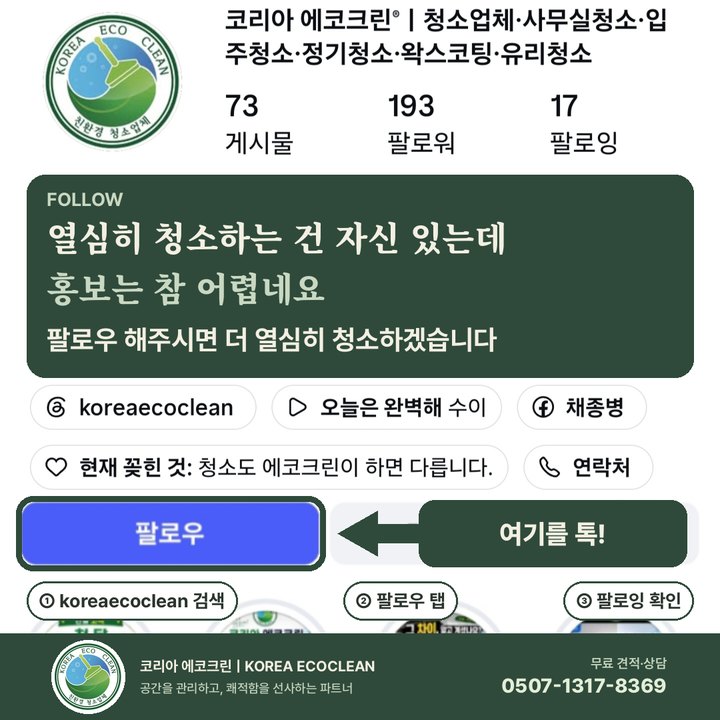 KOREA ECO CLEAN
친환경 청소업체
코리아 에코크린® | 청소업체·사무실청소·입
주청소·정기청소·왁스코팅·유리청소
73 193 17
게시물 팔로워 팔로잉
FOLLOW
열심히 청소하는 건 자신 있는데
홍보는 참 어렵네요
팔로우 해주시면 더 열심히 청소하겠습니다
koreaecoclean 오늘은 완벽해 수이 채종병
현재 꽂힌 것: 청소도 에코크린이 하면 다릅니다. 연락처
팔로우 여기를 톡!
① koreaecoclean 검색 ② 팔로우 탭 ③ 팔로잉 확인
KOREA ECO CLEAN
친환경 청소업체
코리아 에코크린 | KOREA ECOCLEAN
공간을 관리하고, 쾌적함을 선사하는 파트너
무료 견적·상담
0507-1317-8369